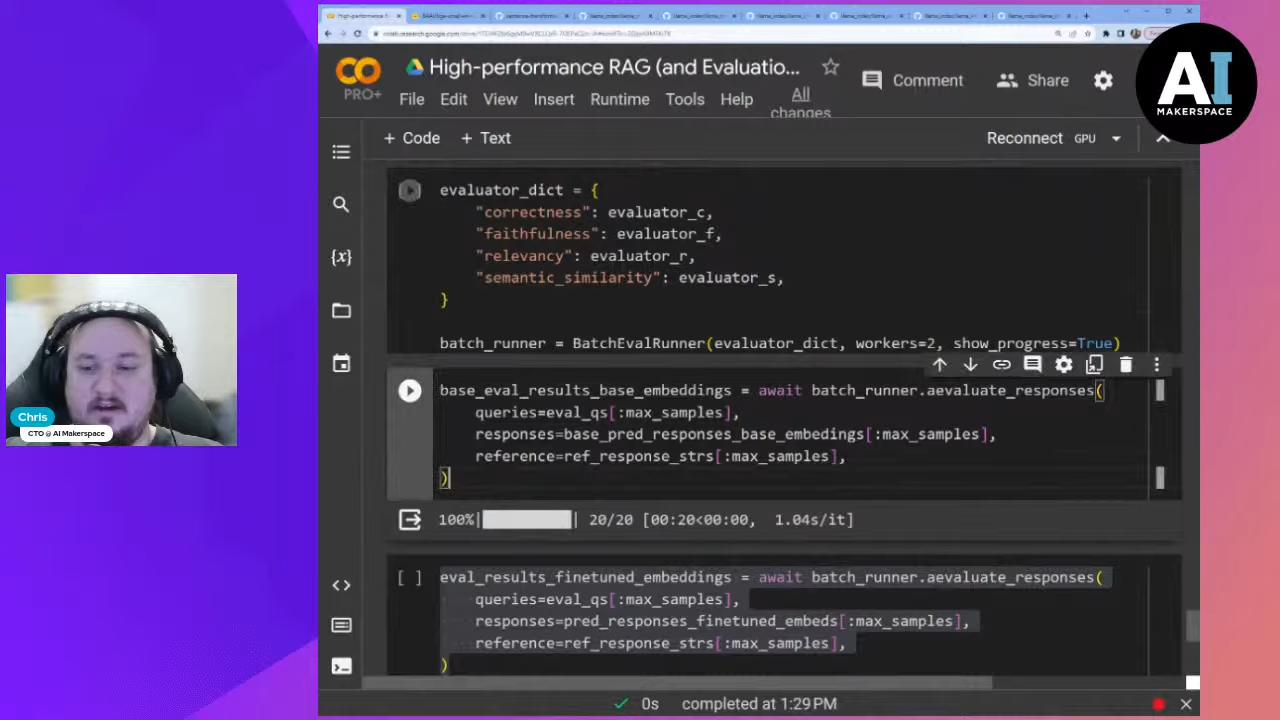 High-performance RAG (and Evaluatio...
Comment
Share
PRO+
File Edit View Insert Runtime Tools Help
All changes
AI
MAKERSPACE
+ Code + Text
Reconnect GPU
evaluator_dict = {
"correctness": evaluator_c,
"faithfulness": evaluator_f,
"relevancy": evaluator_r,
"semantic_similarity": evaluator_s,
}
batch_runner = BatchEvalRunner(evaluator_dict, workers=2, show_progress=True)
base_eval_results_base_embeddings = await batch_runner.aevaluate_responses(
queries=eval_qs[:max_samples],
responses=base_pred_responses_base_embedings[:max_samples],
reference=ref_response_strs[:max_samples],
)
100%| | 20/20 [00:20<00:00, 1.04s/it]
[ ] eval_results_finetuned_embeddings = await batch_runner.aevaluate_responses(
queries=eval_qs[:max_samples],
responses=pred_responses_finetuned_embeds[:max_samples],
reference=ref_response_strs[:max_samples],
)
0s completed at 1:29 PM
Chris
CTO @ AI Makerspace